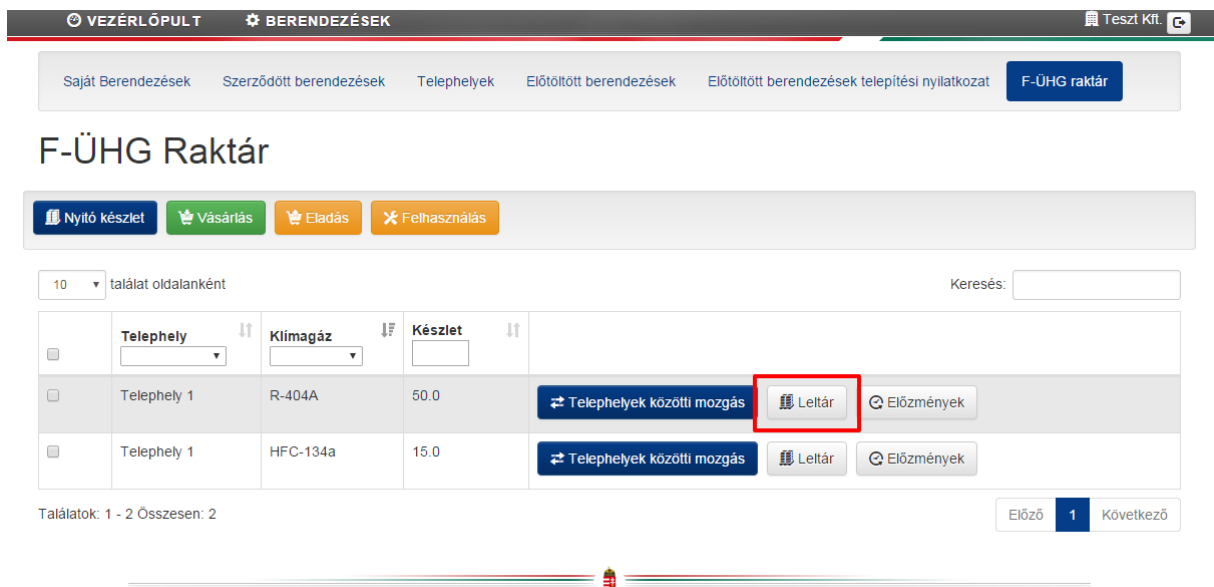 VEZÉRLŐPULT BERENDEZÉSEK Teszt Kft.
Saját Berendezések Szerződött berendezések Telephelyek Előtöltött berendezések Előtöltött berendezések telepítési nyilatkozat F-ÜHG raktár
F-ÜHG Raktár
Nyitó készlet Vásárlás Eladás Felhasználás
10 találat oldalanként Keresés:
Telephely Klímagáz Készlet
Telephely 1 R-404A 50.0 Telephelyek közötti mozgás Leltár Előzmények
Telephely 1 HFC-134a 15.0 Telephelyek közötti mozgás Leltár Előzmények
Találatok: 1 - 2 Összesen: 2 Előző 1 Következő